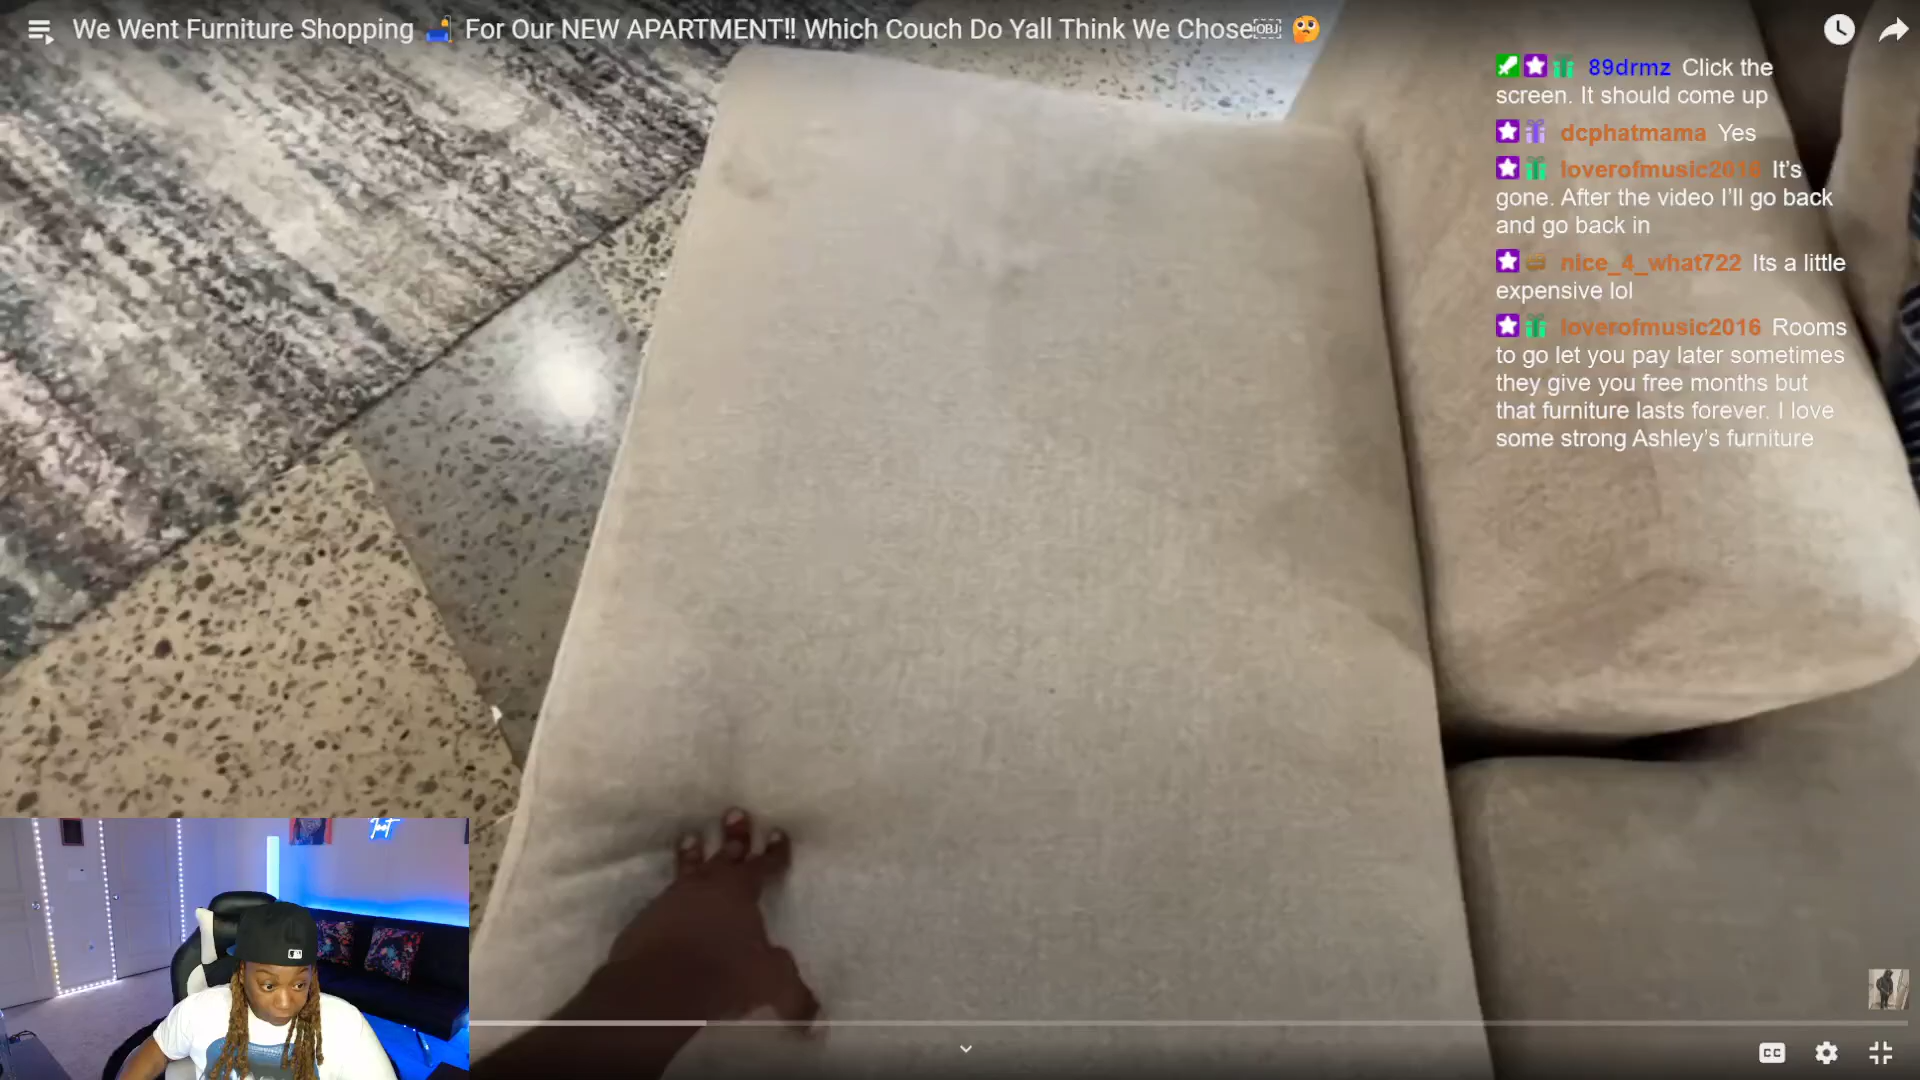 We Went Furniture Shopping 🛋️ For Our NEW APARTMENT!! Which Couch Do Yall Think We Chose￼ 🤔
89drmz Click the
screen. It should come up
dcphatmama Yes
loverofmusic2016 It's
gone. After the video I'll go back
and go back in
nice_4_what722 Its a little
expensive lol
loverofmusic2016 Rooms
to go let you pay later sometimes
they give you free months but
that furniture lasts forever. I love
some strong Ashley's furniture
CC